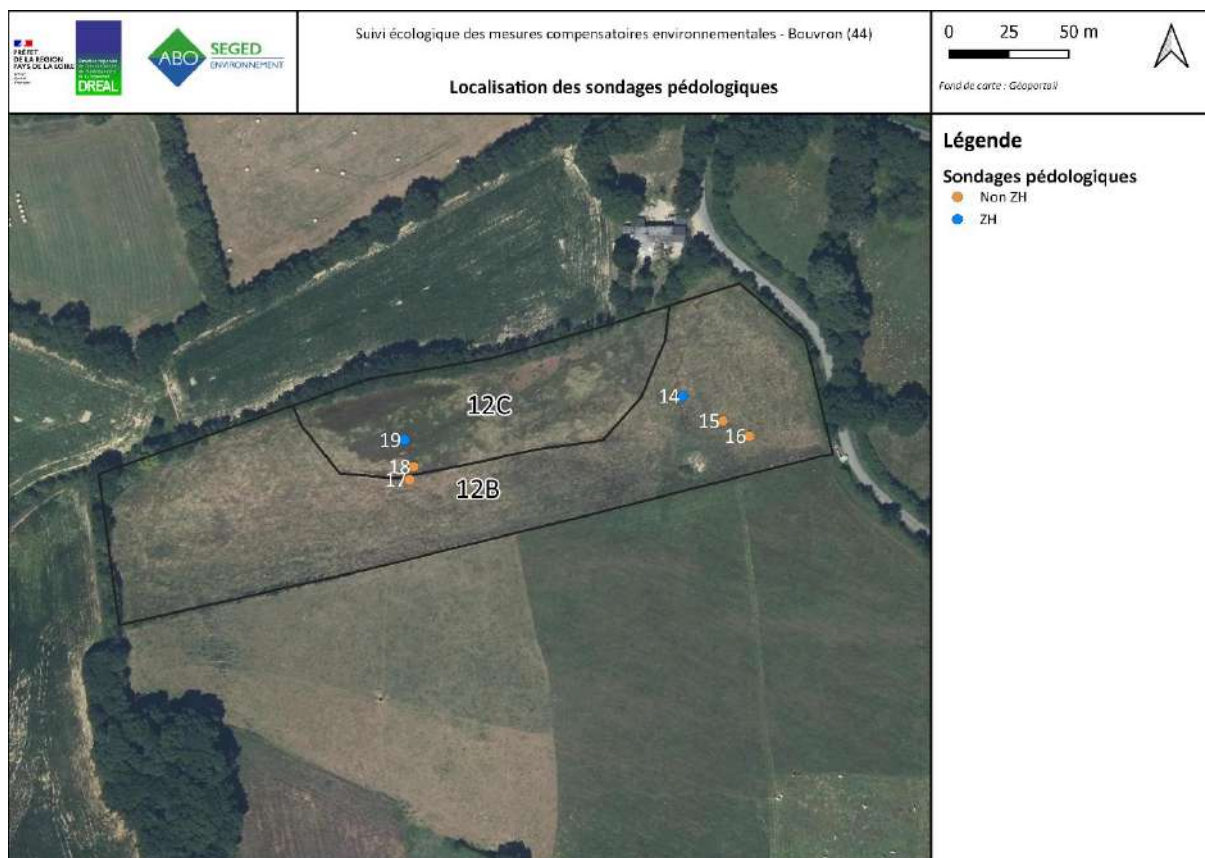 PRÉFET
DE LA RÉGION
PAYS DE LA LOIRE
DREAL
ABO
SEGED
ENVIRONNEMENT
Suivi écologique des mesures compensatoires environnementales - Bouvron (44)
Localisation des sondages pédologiques
0 25 50 m
Fond de carte : Géoportail
Légende
Sondages pédologiques
Non ZH
ZH
14
15
16
12C
19
18
17
12B